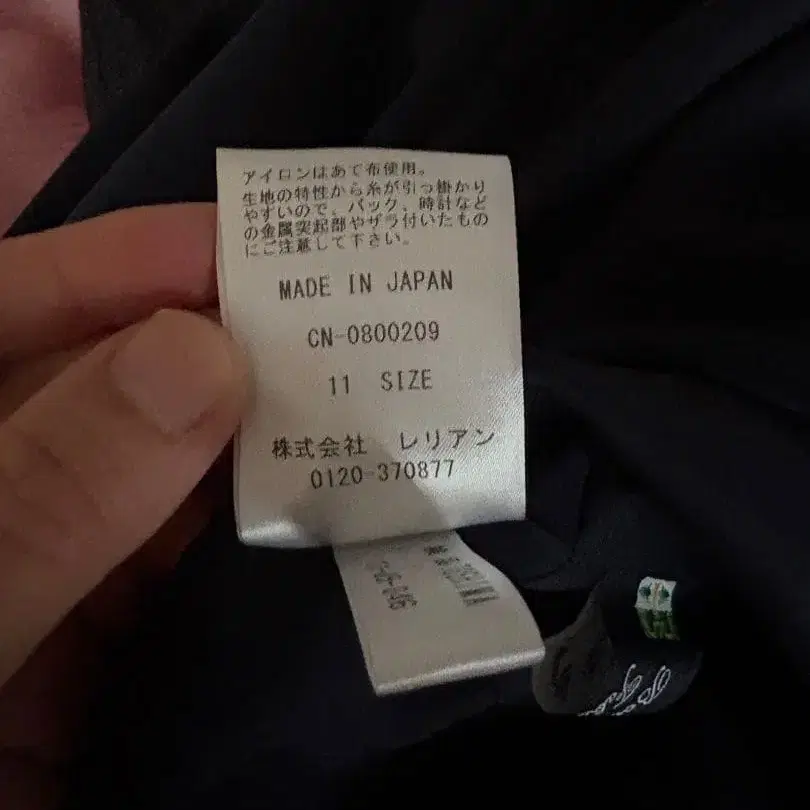 アイロンはあて布使用。
生地の特性から糸が引っ掛かり
やすいので、バック、時計など
の金属突起部やザラ付いたもの
にご注意して下さい。
MADE IN JAPAN
CN-0800209
11 SIZE
株式会社 レリアン
0120-370877